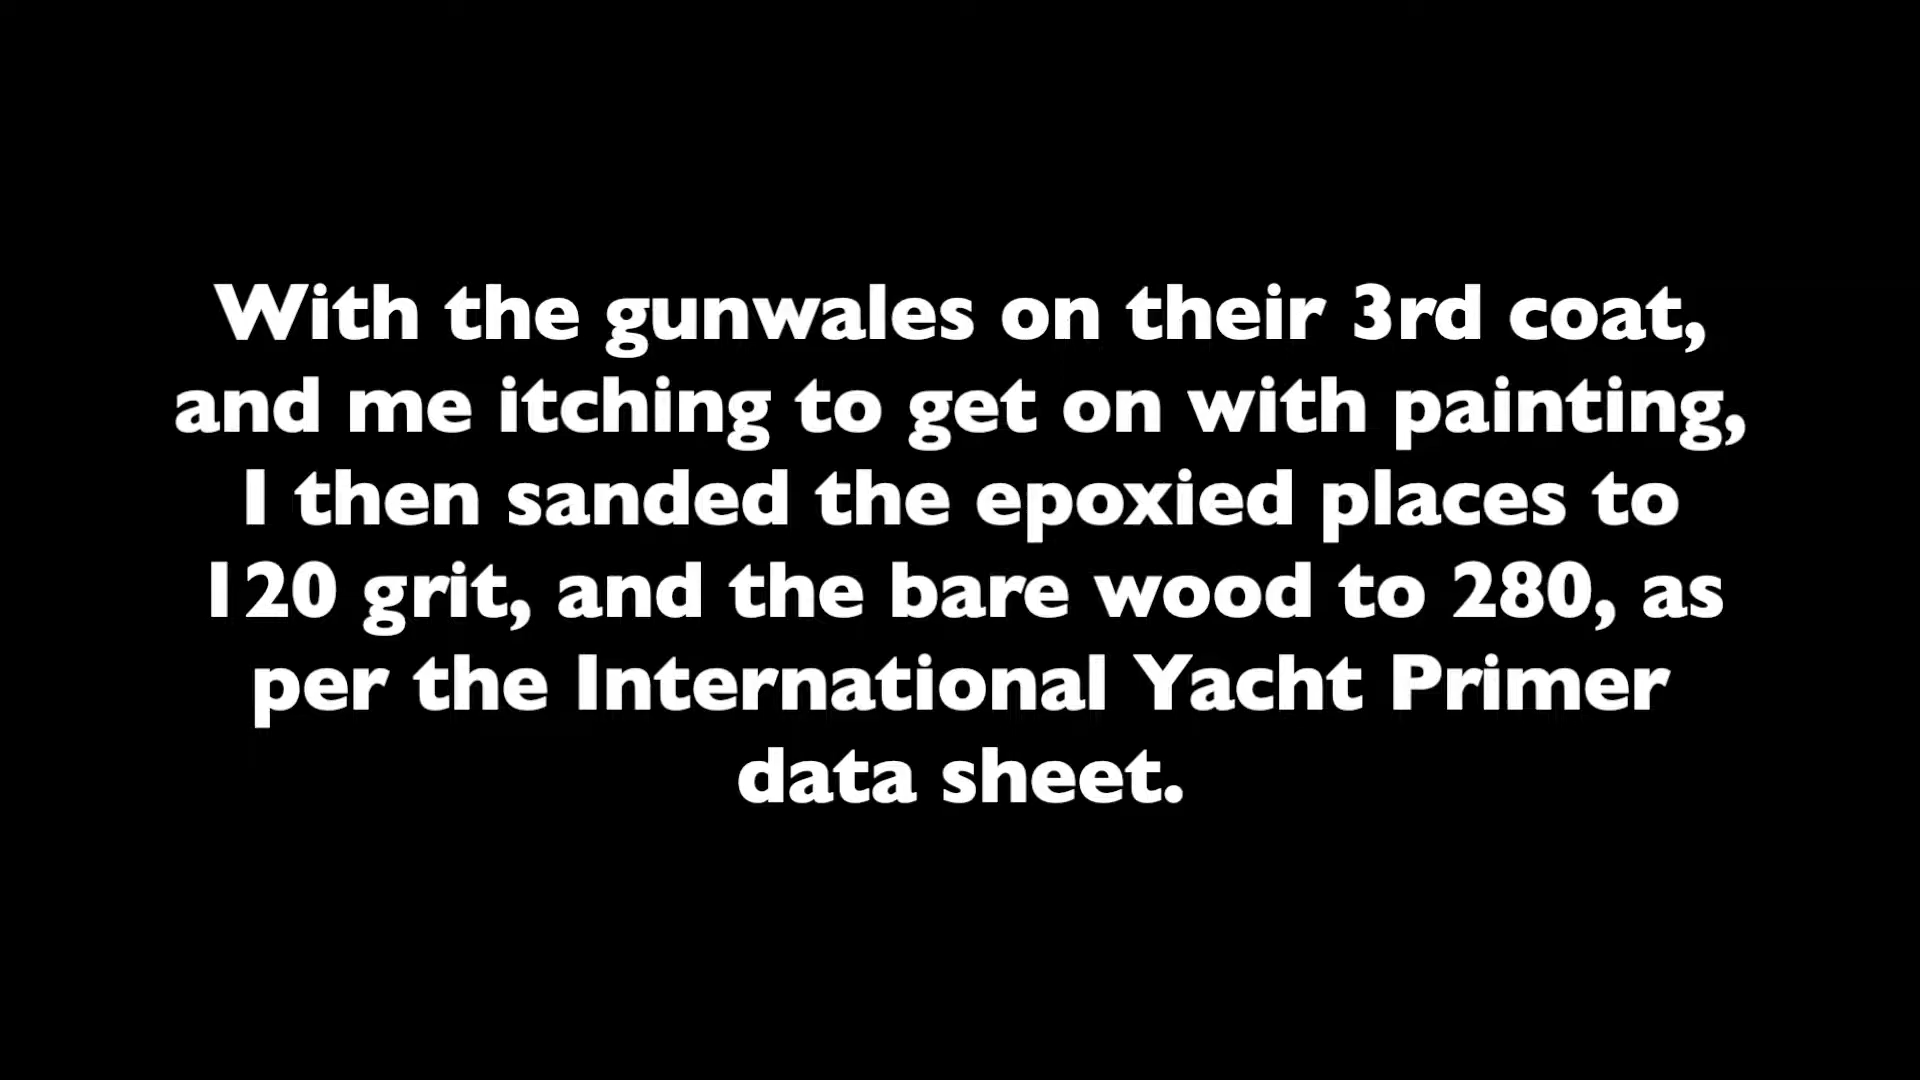 With the gunwales on their 3rd coat,
and me itching to get on with painting,
I then sanded the epoxied places to
120 grit, and the bare wood to 280, as
per the International Yacht Primer
data sheet.